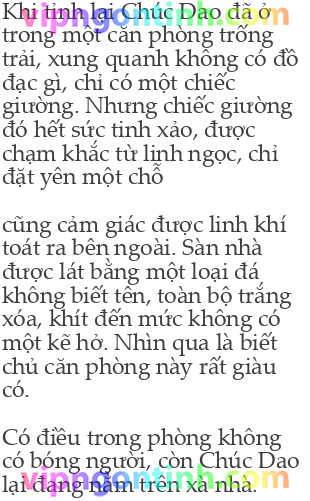 Khi tỉnh lại Chúc Dao đã ở
trong một căn phòng trống
trải, xung quanh không có đồ
đạc gì, chỉ có một chiếc
giường. Nhưng chiếc giường
đó hết sức tinh xảo, được
chạm khắc từ linh ngọc, chỉ
đặt yên một chỗ

cũng cảm giác được linh khí
toát ra bên ngoài. Sàn nhà
được lát bằng một loại đá
không biết tên, toàn bộ trắng
xóa, khít đến mức không có
một kẽ hở. Nhìn qua là biết
chủ căn phòng này rất giàu
có.

Có điều trong phòng không
có bóng người, còn Chúc Dao
lại đang nằm trên xà nhà.
vipngontinh.com
vipngontinh.com